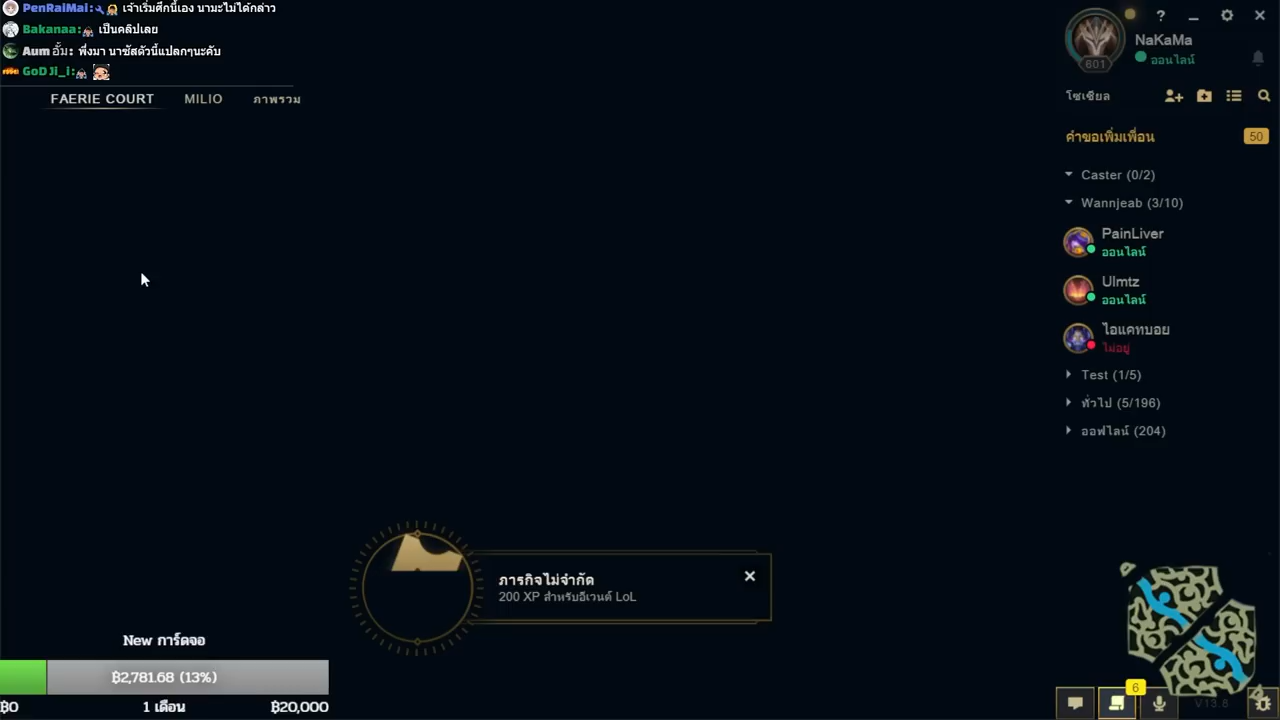 PenRaiMai: เจ้าเริ่มศึกนี้เอง นามะไม่ได้กล่าว
Bakanaa: เป็นคลิปเลย
Aumอั้ม: พึ่งมา นาซัสตัวนี้แปลกๆนะคับ
GoDJi_i:
FAERIE COURT
MILIO
ภาพรวม
?
601
NaKaMa
ออนไลน์
โซเชียล
คำขอเพิ่มเพื่อน
50
Caster (0/2)
Wannjeab (3/10)
PainLiver
ออนไลน์
Ulmtz
ออนไลน์
ไอแคทบอย
ไม่อยู่
Test (1/5)
ทั่วไป (5/196)
ออฟไลน์ (204)
ภารกิจไม่จำกัด
200 XP สำหรับอีเวนต์ LoL
New การ์ดจอ
฿2,781.68 (13%)
฿0
1 เดือน
฿20,000
6
V13.6